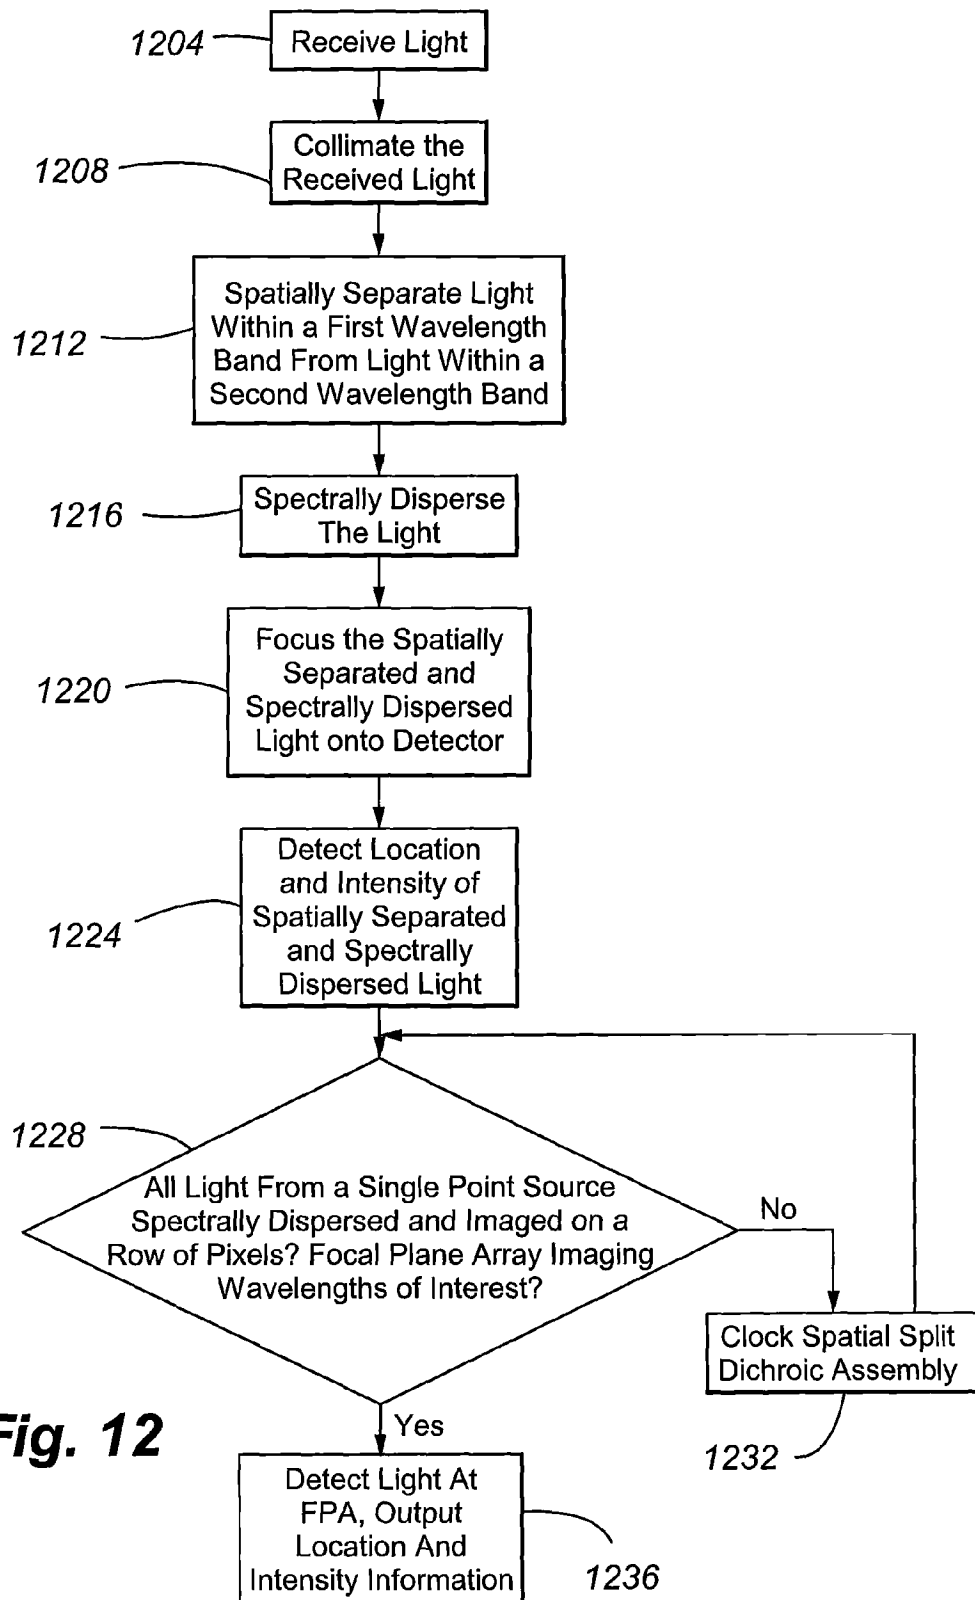 1204
Receive Light
1208
Collimate the
Received Light
1212
Spatially Separate Light
Within a First Wavelength
Band From Light Within a
Second Wavelength Band
1216
Spectrally Disperse
The Light
1220
Focus the Spatially
Separated and
Spectrally Dispersed
Light onto Detector
1224
Detect Location
and Intensity of
Spatially Separated
and Spectrally
Dispersed Light
1228
All Light From a Single Point Source
Spectrally Dispersed and Imaged on a
Row of Pixels? Focal Plane Array Imaging
Wavelengths of Interest?
No
Clock Spatial Split
Dichroic Assembly
1232
Yes
Fig. 12
Detect Light At
FPA, Output
Location And
Intensity Information
1236